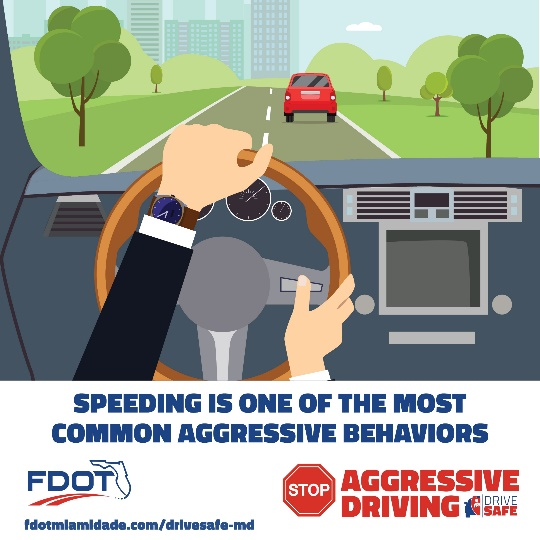 SPEEDING IS ONE OF THE MOST
COMMON AGGRESSIVE BEHAVIORS
FDOT
fdotmiamidade.com/drivesafe-md
STOP
AGGRESSIVE
DRIVING
DRIVE
SAFE